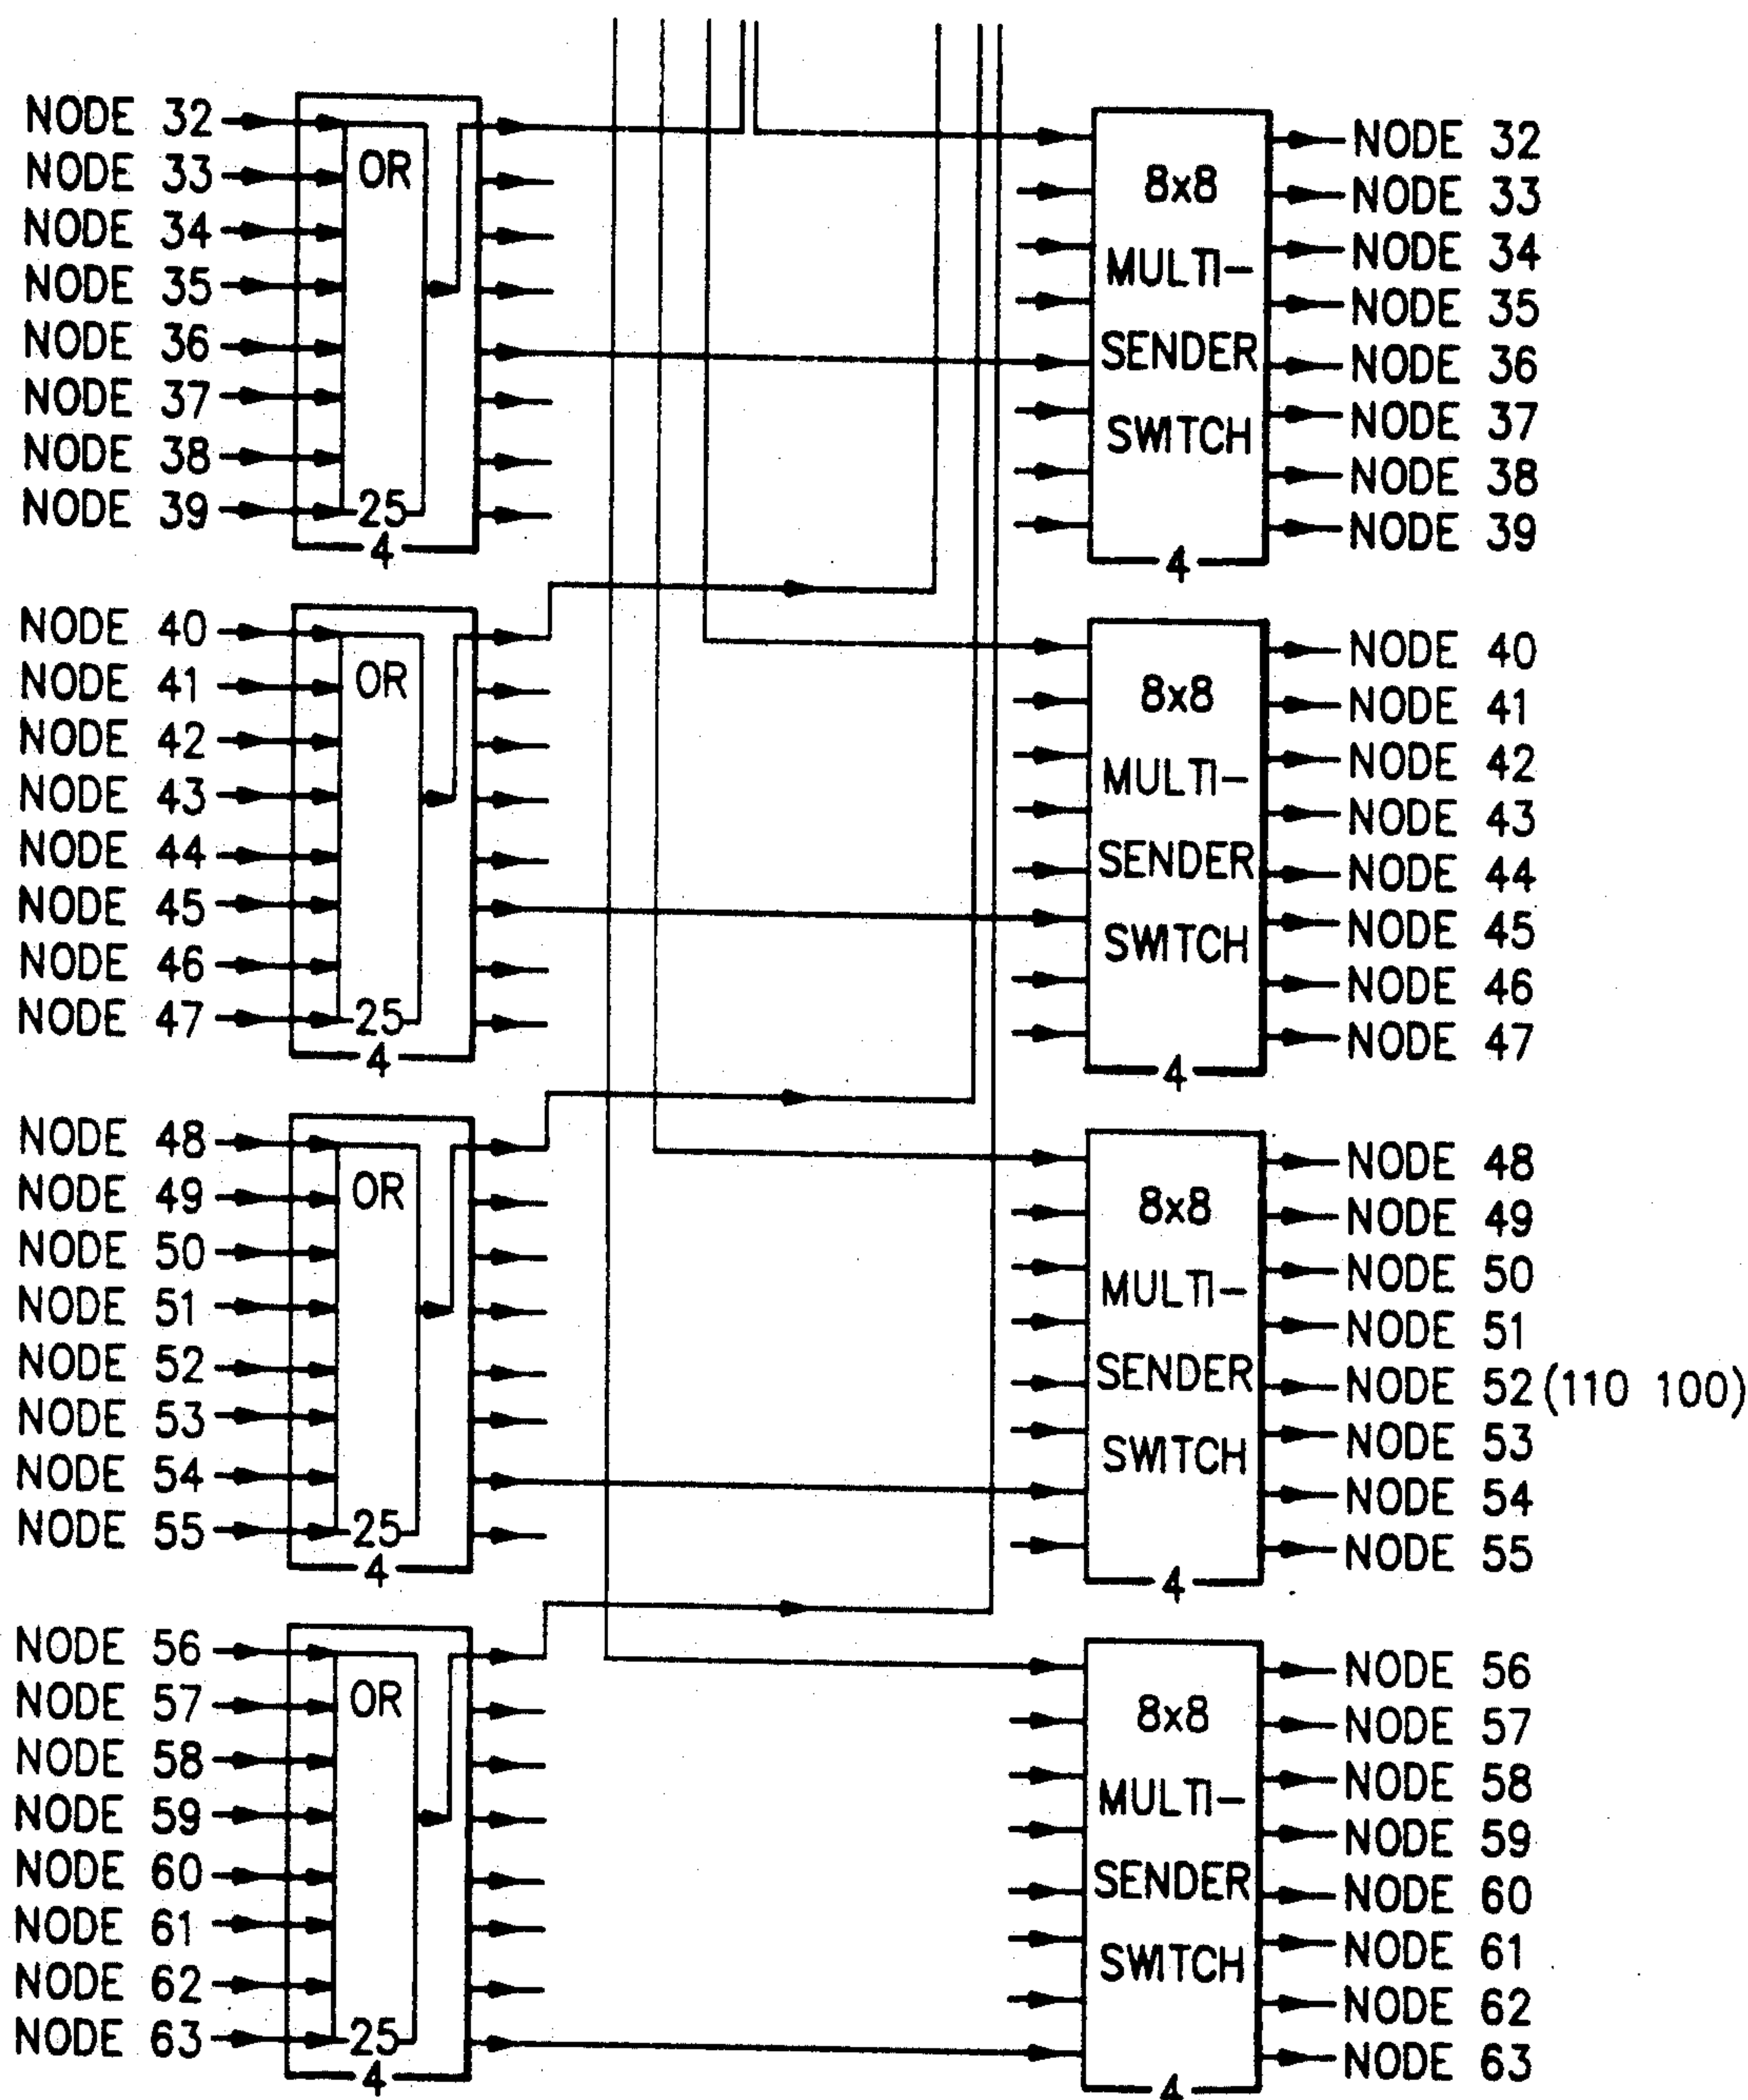 NODE 32
NODE 33
NODE 34
NODE 35
NODE 36
NODE 37
NODE 38
NODE 39
OR
25
4
8x8
MULTI-
SENDER
SWITCH
4
NODE 32
NODE 33
NODE 34
NODE 35
NODE 36
NODE 37
NODE 38
NODE 39
NODE 40
NODE 41
NODE 42
NODE 43
NODE 44
NODE 45
NODE 46
NODE 47
OR
25
4
8x8
MULTI-
SENDER
SWITCH
4
NODE 40
NODE 41
NODE 42
NODE 43
NODE 44
NODE 45
NODE 46
NODE 47
NODE 48
NODE 49
NODE 50
NODE 51
NODE 52
NODE 53
NODE 54
NODE 55
OR
25
4
8x8
MULTI-
SENDER
SWITCH
4
NODE 48
NODE 49
NODE 50
NODE 51
NODE 52 (110 100)
NODE 53
NODE 54
NODE 55
NODE 56
NODE 57
NODE 58
NODE 59
NODE 60
NODE 61
NODE 62
NODE 63
OR
25
4
8x8
MULTI-
SENDER
SWITCH
4
NODE 56
NODE 57
NODE 58
NODE 59
NODE 60
NODE 61
NODE 62
NODE 63